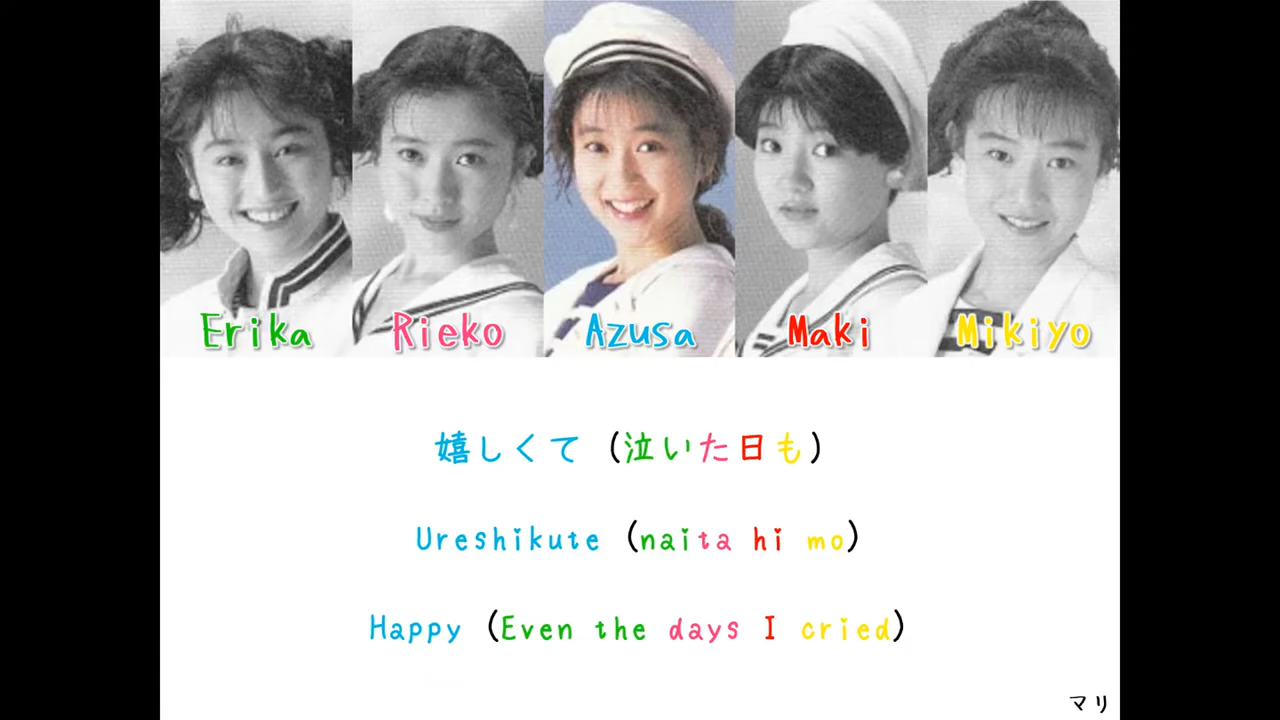 Erika Rieko Azusa Maki Mikiyo
嬉しくて (泣いた日も)
Ureshikute (naita hi mo)
Happy (Even the days I cried)
マリ